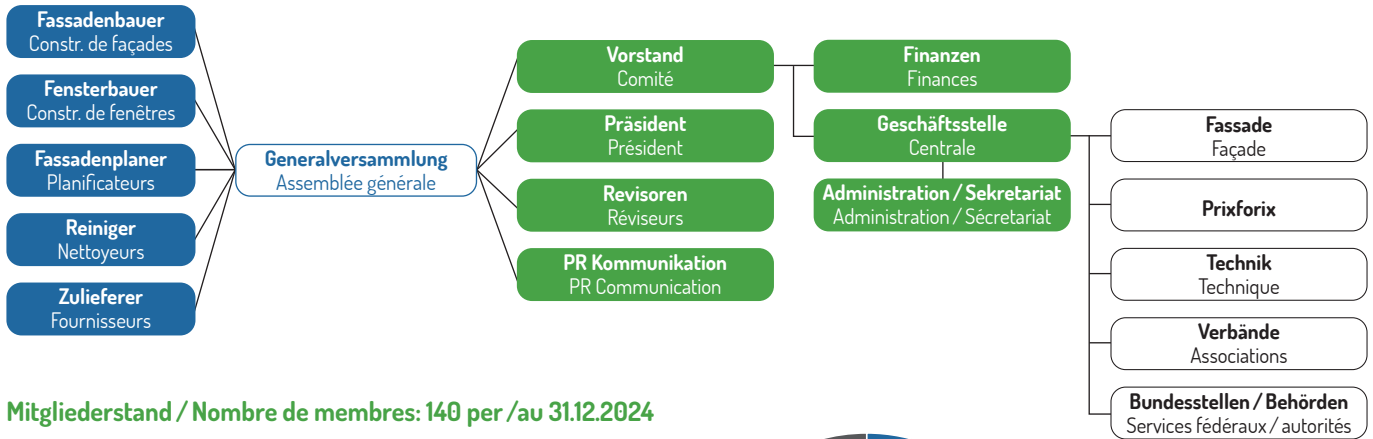 Fassadenbauer
Constr. de façades
Fensterbauer
Constr. de fenêtres
Fassadenplaner
Planificateurs
Reiniger
Nettoyeurs
Zulieferer
Fournisseurs
Generalversammlung
Assemblée générale
Vorstand
Comité
Präsident
Président
Revisoren
Réviseurs
PR Kommunikation
PR Communication
Finanzen
Finances
Geschäftsstelle
Centrale
Administration / Sekretariat
Administration / Sécretariat
Fassade
Façade
Prixforix
Technik
Technique
Verbände
Associations
Bundesstellen / Behörden
Services fédéraux / autorités
Mitgliederstand / Nombre de membres: 140 per /au 31.12.2024